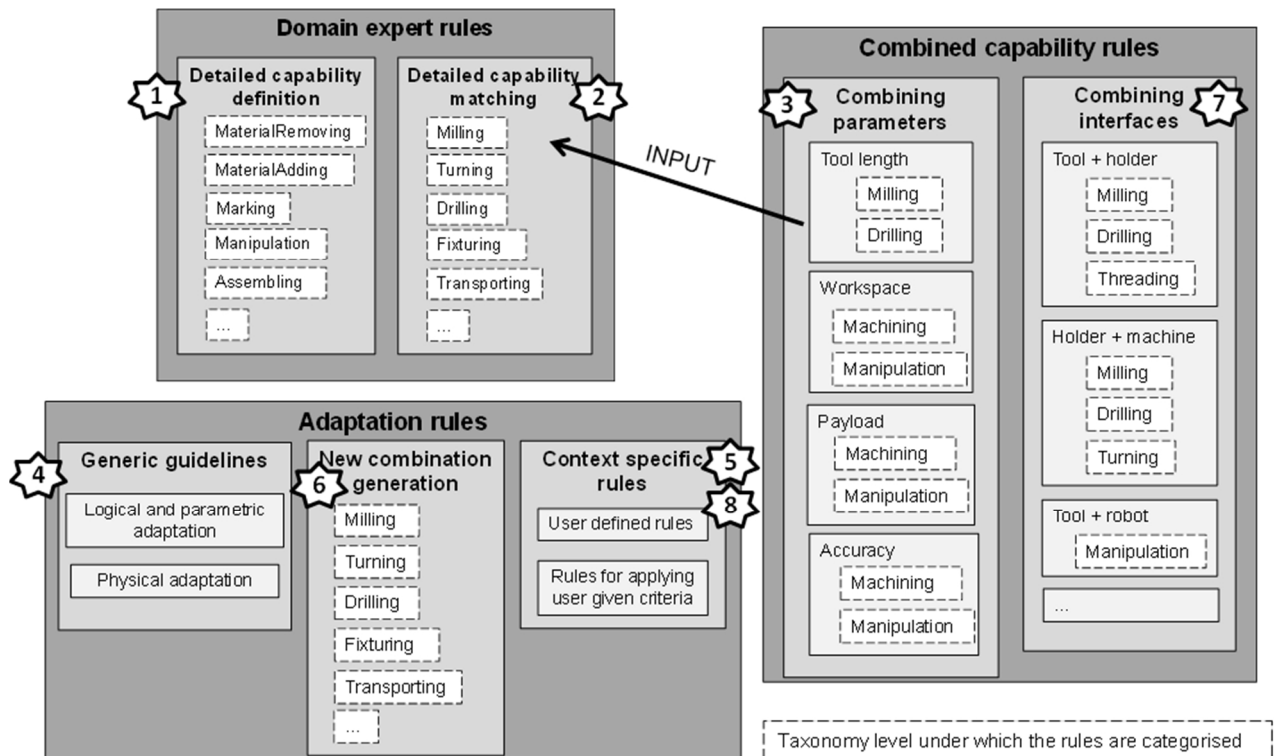 Domain expert rules
1
Detailed capability
definition
MaterialRemoving
MaterialAdding
Marking
Manipulation
Assembling
...
Detailed capability
matching
2
Milling
Turning
Drilling
Fixturing
Transporting
...
INPUT
Combined capability rules
3
Combining
parameters
Tool length
Milling
Drilling
Workspace
Machining
Manipulation
Payload
Machining
Manipulation
Accuracy
Machining
Manipulation
Combining
interfaces
7
Tool + holder
Milling
Drilling
Threading
Holder + machine
Milling
Drilling
Turning
Tool + robot
Manipulation
...
Adaptation rules
4
Generic guidelines
Logical and parametric
adaptation
Physical adaptation
New combination
6
generation
Milling
Turning
Drilling
Fixturing
Transporting
...
Context specific
rules
5
8
User defined rules
Rules for applying
user given criteria
Taxonomy level under which the rules are categorised